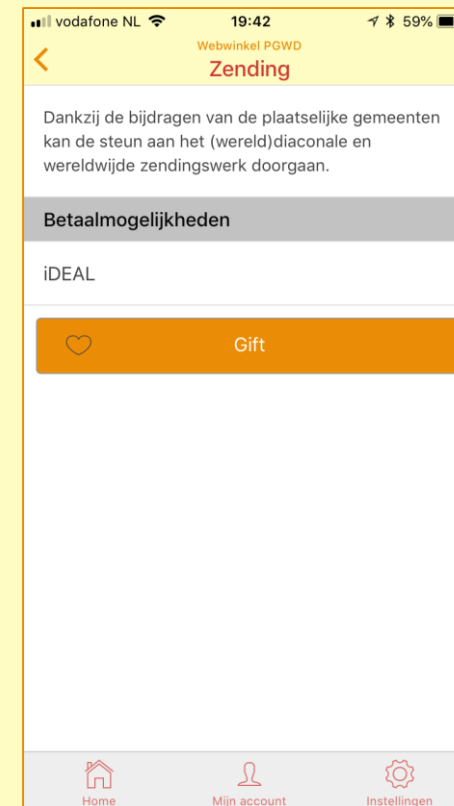 vodafone NL 19:42 59%
Webwinkel PGWD
Zending
Dankzij de bijdragen van de plaatselijke gemeenten
kan de steun aan het (wereld)diaconale en
wereldwijde zendingswerk doorgaan.
Betaalmogelijkheden
iDEAL
Gift
Home Mijn account Instellingen